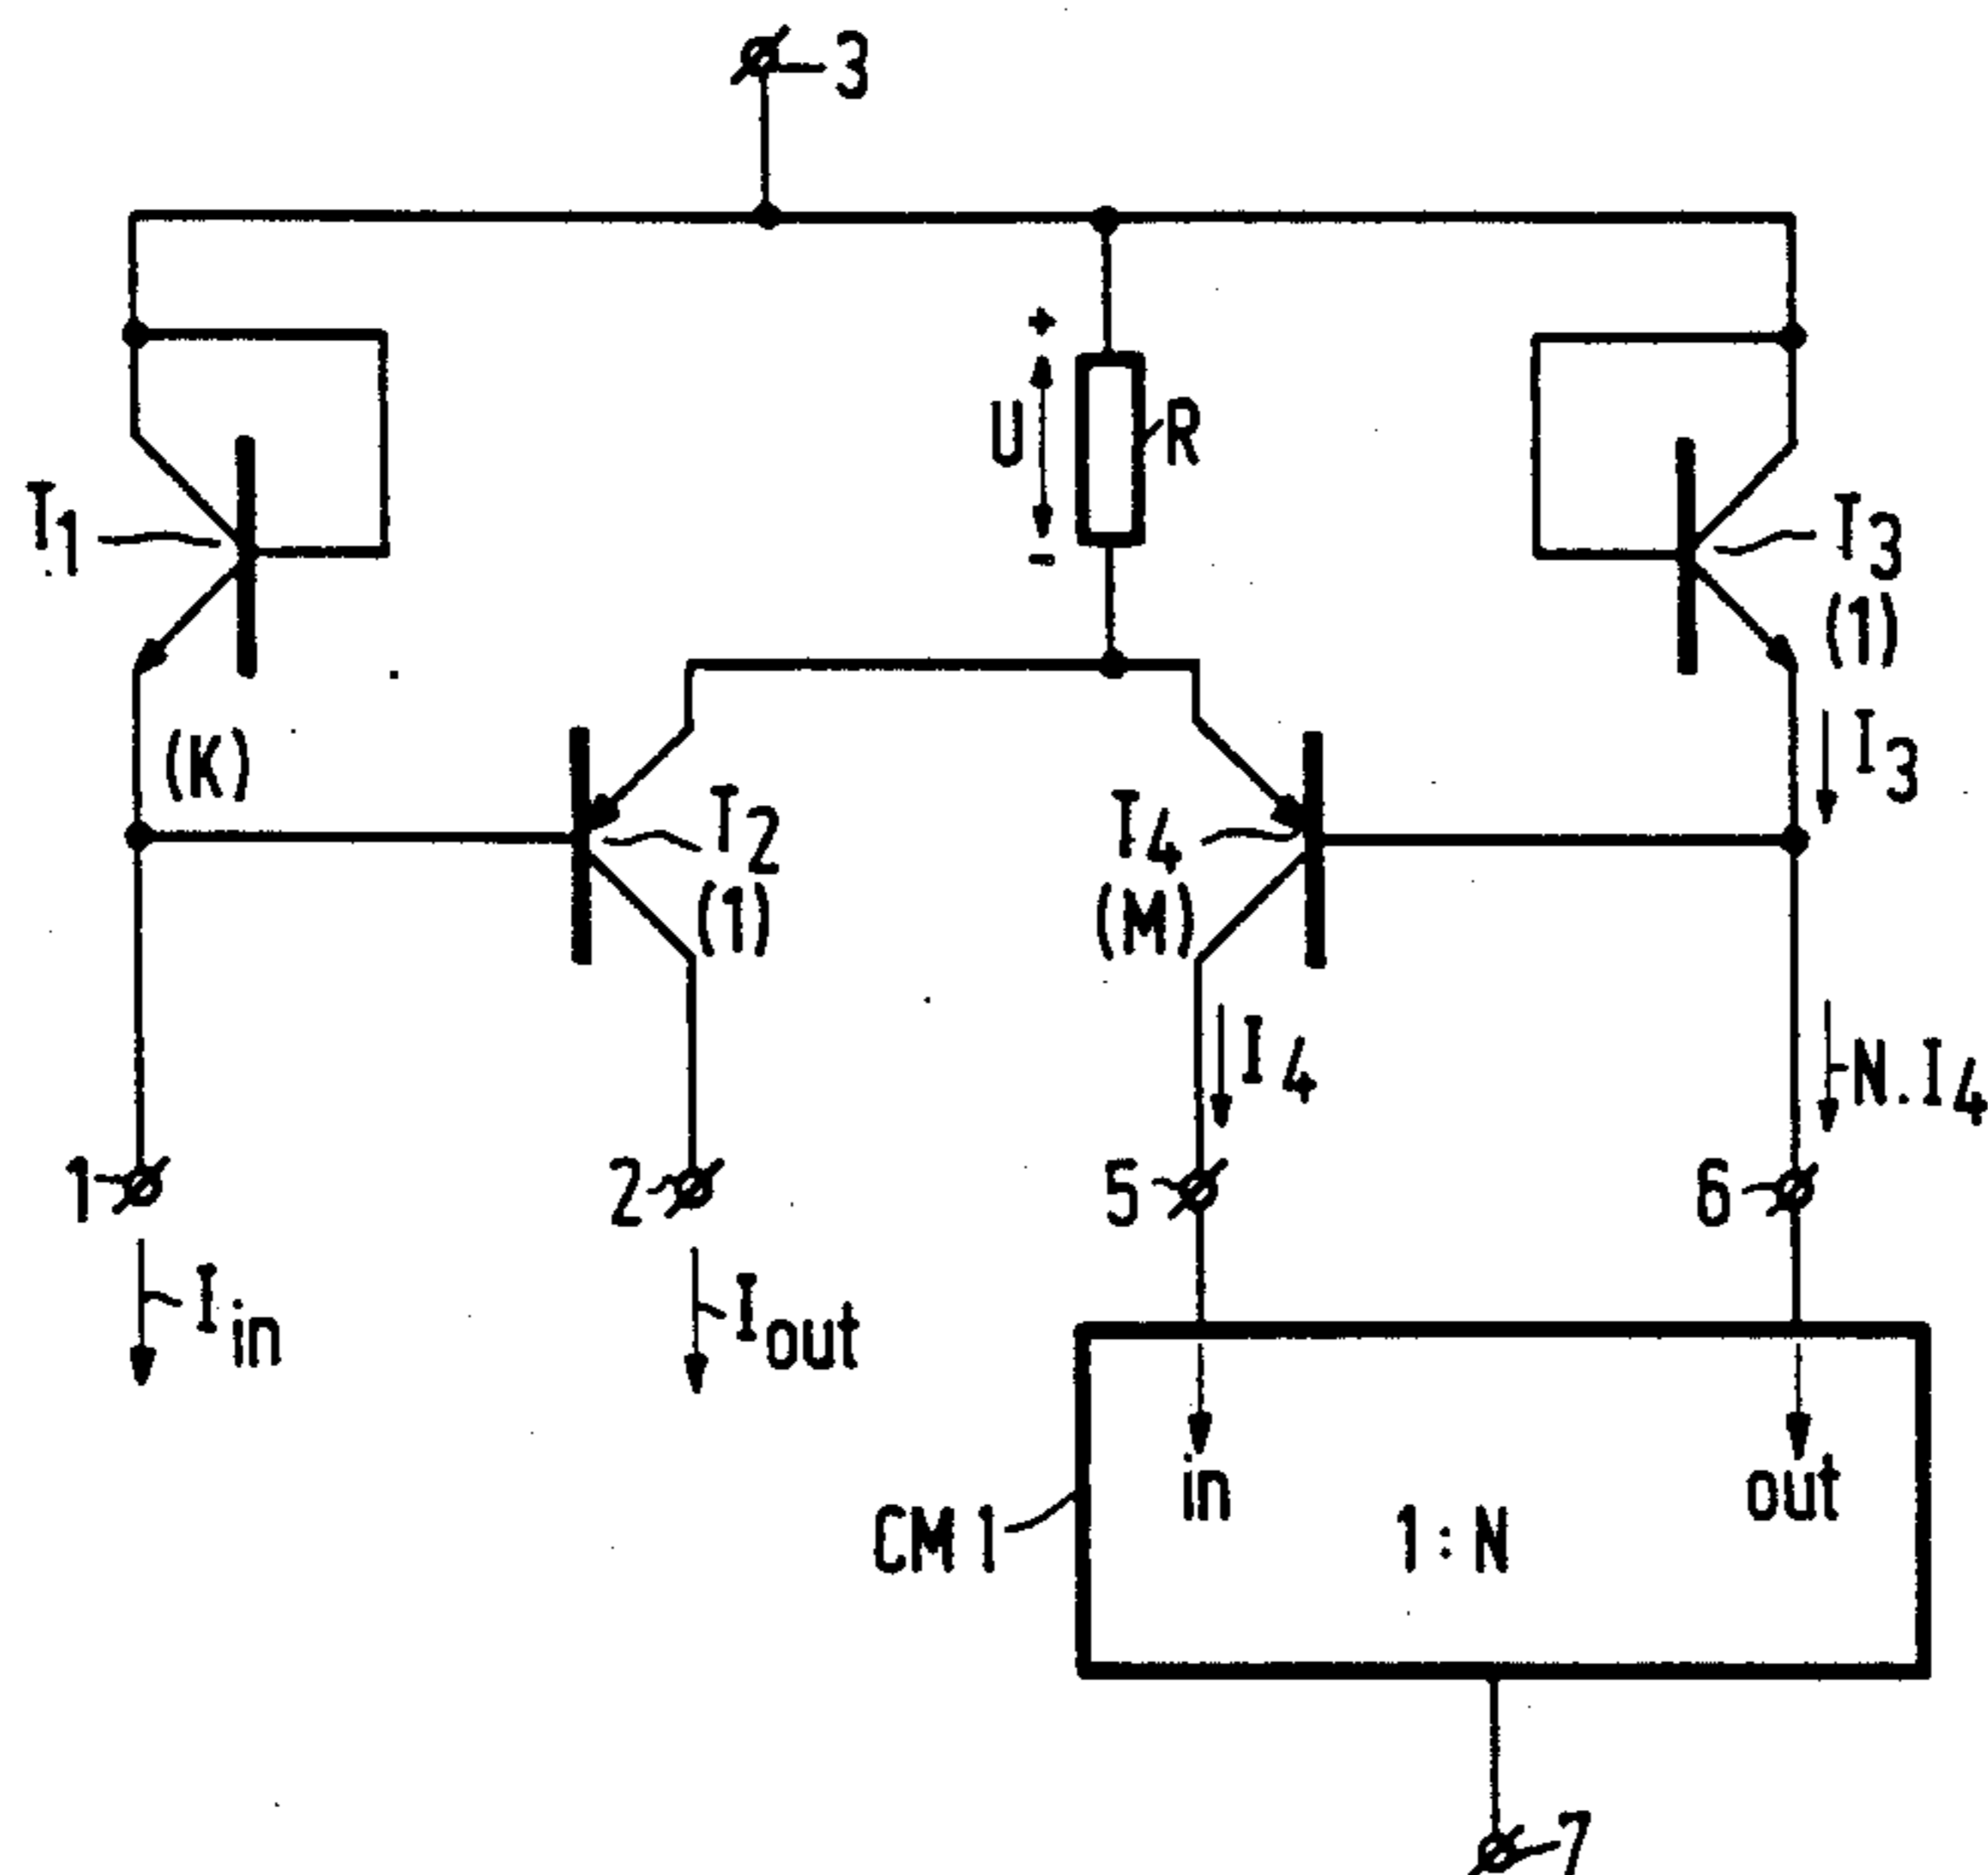 3
+
U
R
-
T1
T3
(1)
(K)
I3
T2
(1)
T4
(M)
I4
N.I4
1
2
5
6
Iin
Iout
in
out
CM1
1:N
7